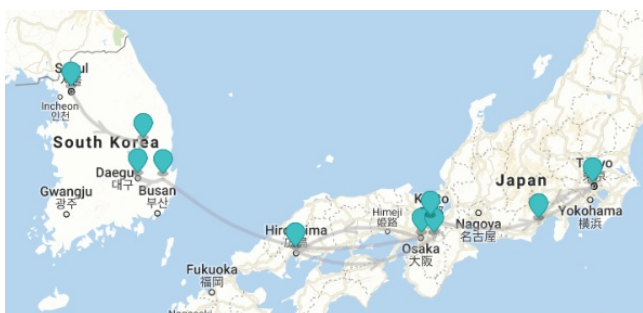 Seoul
Incheon
인천
South Korea
Daegu
대구
Gwangju
광주
Busan
부산
Fukuoka
福岡
Hiroshima
Himeji
姫路
Kyoto
Osaka
大阪
Nagoya
名古屋
Japan
Tokyo
Yokohama
横浜